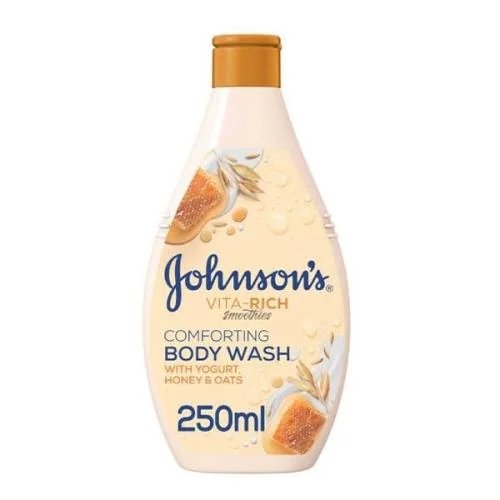 Johnson's®
VITA-RICH
smoothies
COMFORTING
BODY WASH
WITH YOGURT,
HONEY & OATS
250ml